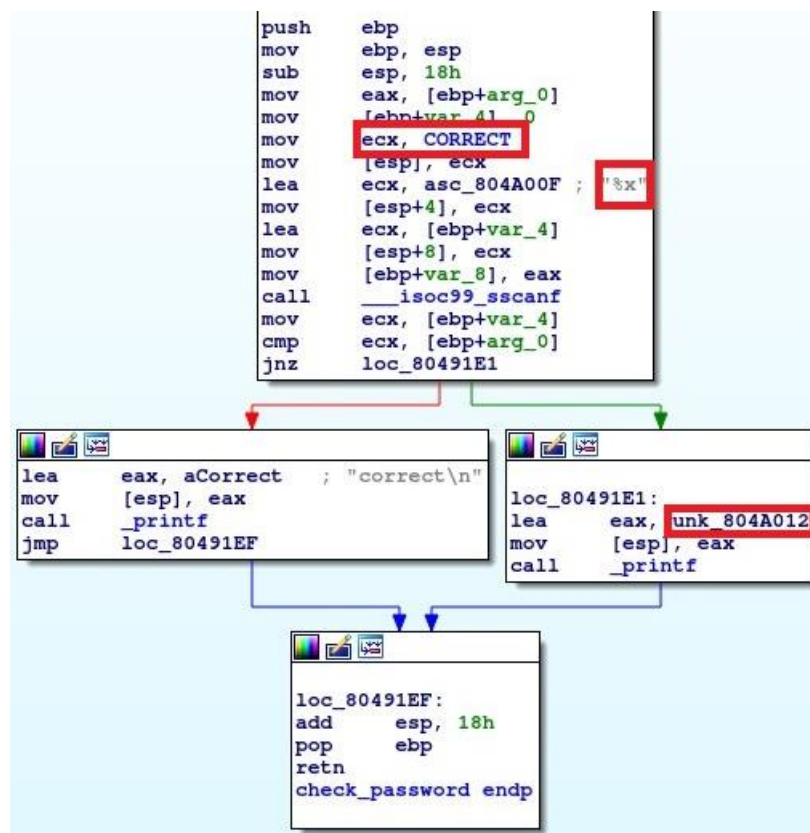 push ebp
mov ebp, esp
sub esp, 18h
mov eax, [ebp+arg_0]
mov [ebp+var_4], 0
mov ecx, CORRECT
mov [esp], ecx
lea ecx, asc_804A00F ; "%x"
mov [esp+4], ecx
lea ecx, [ebp+var_4]
mov [esp+8], ecx
mov [ebp+var_8], eax
call ___isoc99_sscanf
mov ecx, [ebp+var_4]
cmp ecx, [ebp+arg_0]
jnz loc_80491E1
lea eax, aCorrect ; "correct\n"
mov [esp], eax
call _printf
jmp loc_80491EF
loc_80491E1:
lea eax, unk_804A012
mov [esp], eax
call _printf
loc_80491EF:
add esp, 18h
pop ebp
retn
check_password endp